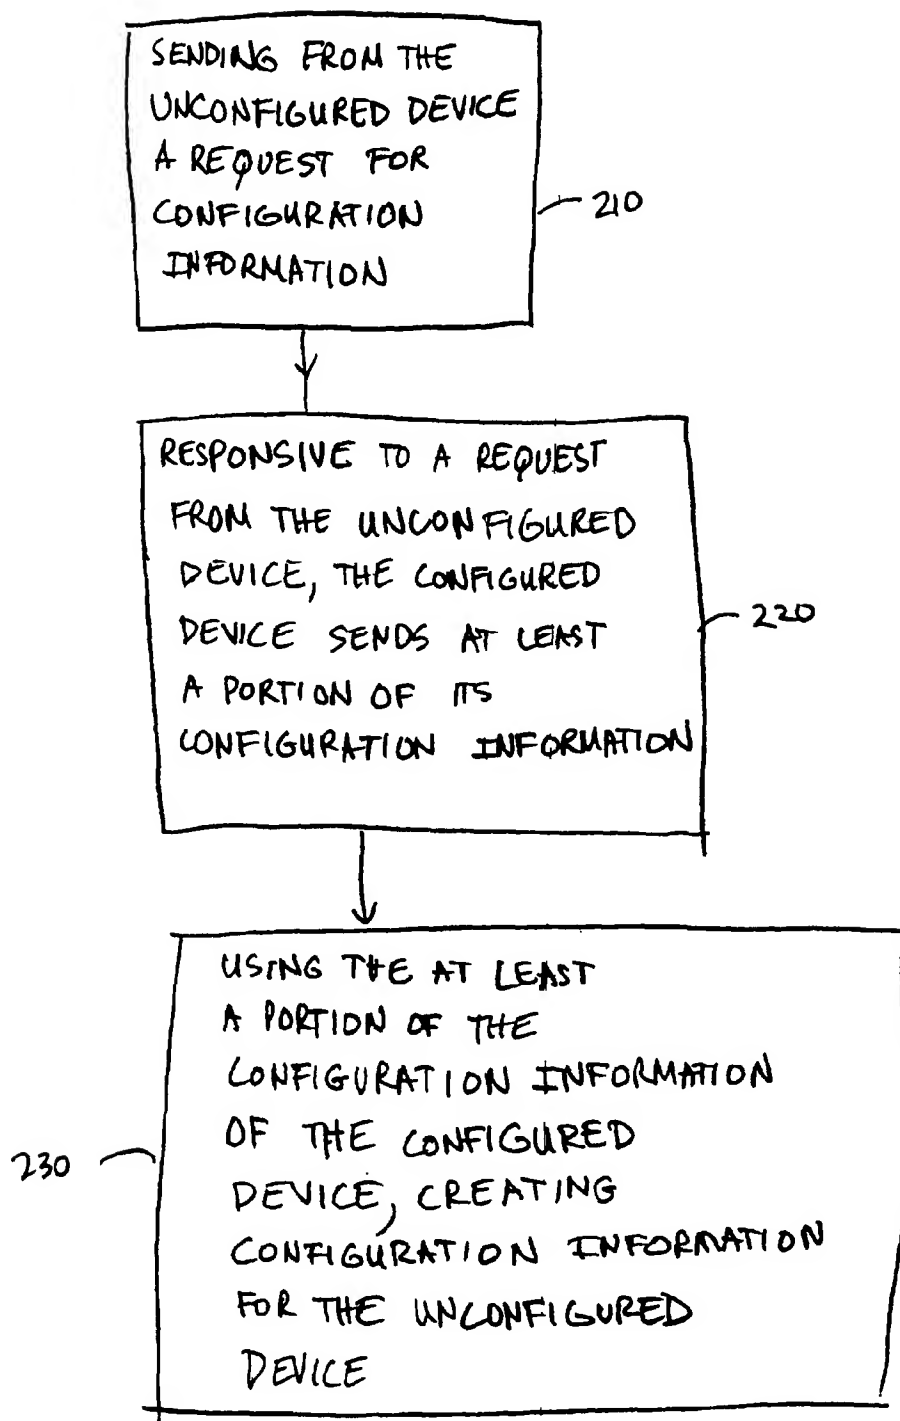 SENDING FROM THE
UNCONFIGURED DEVICE
A REQUEST FOR
CONFIGURATION
INFORMATION
210
RESPONSIVE TO A REQUEST
FROM THE UNCONFIGURED
DEVICE, THE CONFIGURED
DEVICE SENDS AT LEAST
A PORTION OF ITS
CONFIGURATION INFORMATION
220
USING THE AT LEAST
A PORTION OF THE
CONFIGURATION INFORMATION
OF THE CONFIGURED
DEVICE, CREATING
CONFIGURATION INFORMATION
FOR THE UNCONFIGURED
DEVICE
230